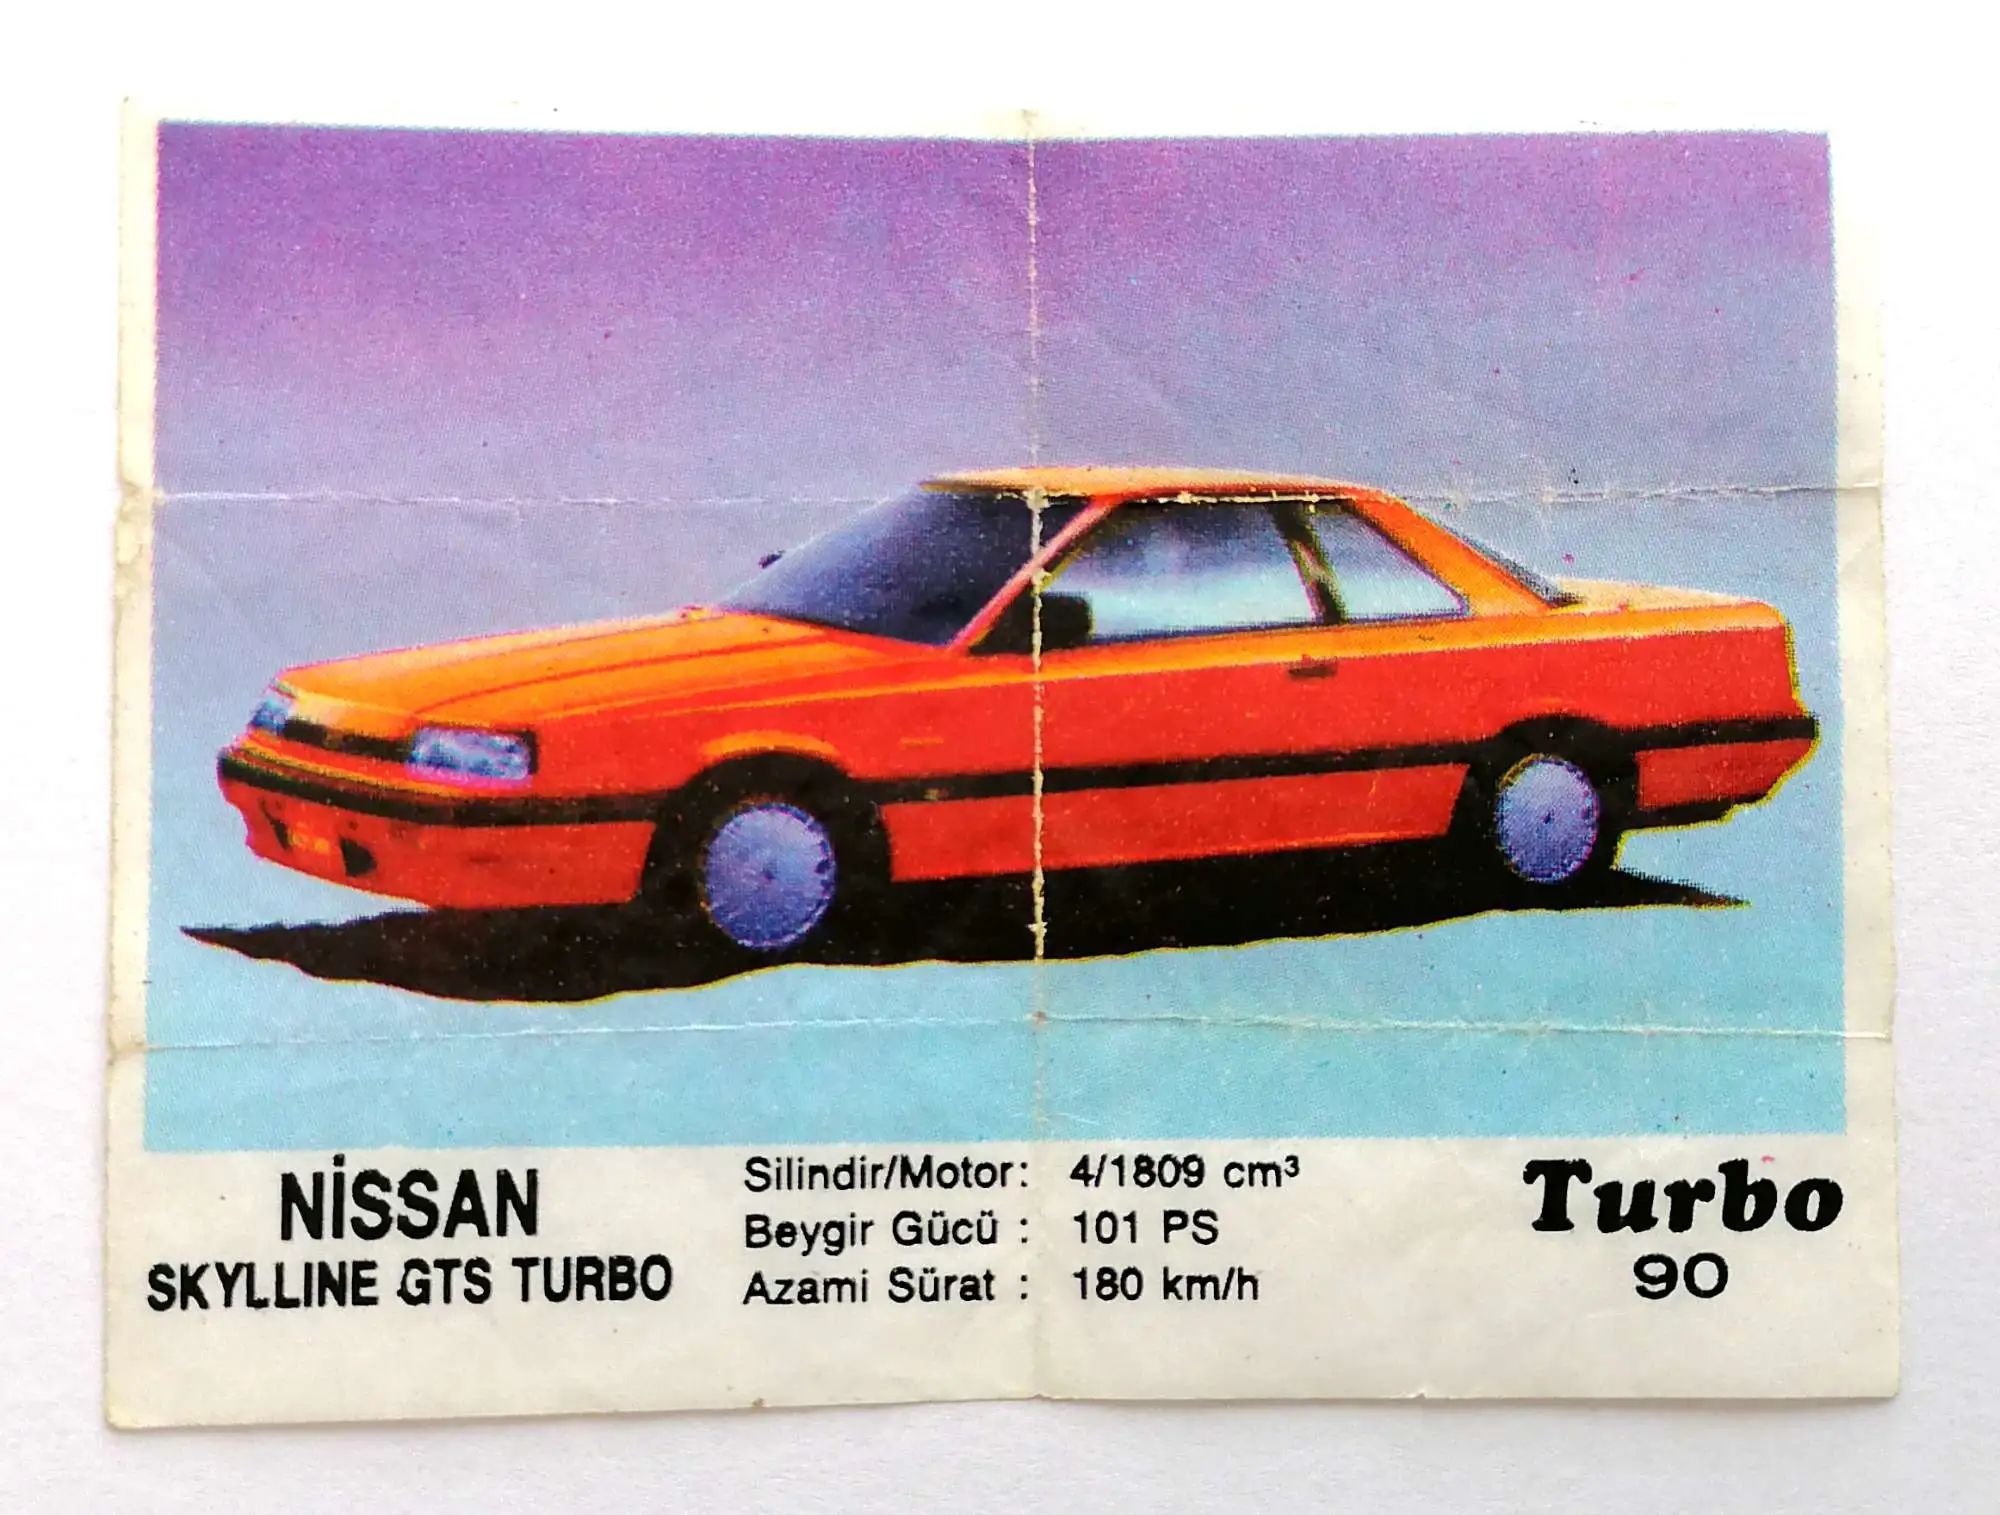 NİSSAN
SKYLLINE GTS TURBO
Silindir/Motor: 4/1809 cm³
Beygir Gücü : 101 PS
Azami Sürat : 180 km/h
Turbo
90